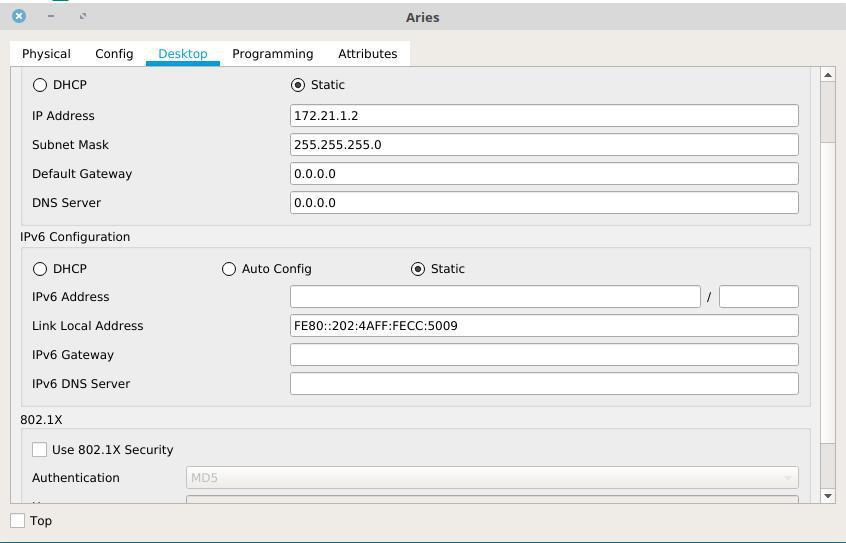 Aries
Physical Config Desktop Programming Attributes
DHCP Static
IP Address 172.21.1.2
Subnet Mask 255.255.255.0
Default Gateway 0.0.0.0
DNS Server 0.0.0.0
IPv6 Configuration
DHCP Auto Config Static
IPv6 Address /
Link Local Address FE80::202:4AFF:FECC:5009
IPv6 Gateway
IPv6 DNS Server
802.1X
Use 802.1X Security
Authentication MD5
Top